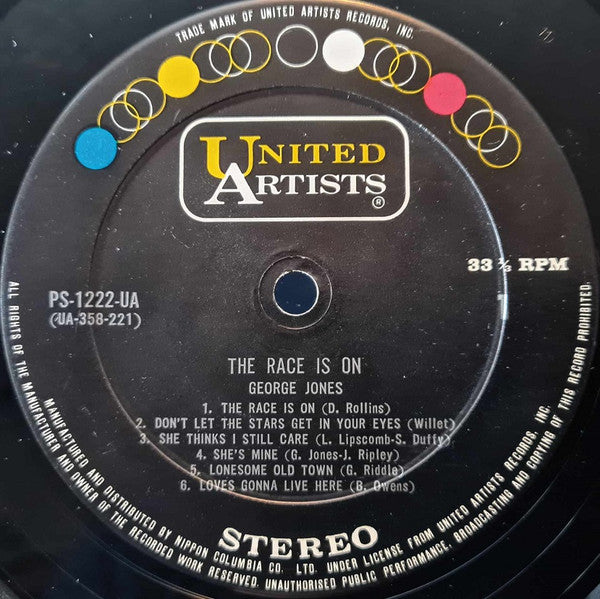 TRADE MARK OF UNITED ARTISTS RECORDS, INC.
UNITED
ARTISTS
®
33 ⅓ RPM
PS-1222-UA
(UA-358-221)
THE RACE IS ON
GEORGE JONES
1. THE RACE IS ON (D. Rollins)
2. DON'T LET THE STARS GET IN YOUR EYES (Willet)
3. SHE THINKS I STILL CARE (L. Lipscomb-S. Duffy)
4. SHE'S MINE (G. Jones-J. Ripley)
5. LONESOME OLD TOWN (G. Riddle)
6. LOVES GONNA LIVE HERE (B. Owens)
STEREO
MANUFACTURED AND DISTRIBUTED BY NIPPON COLUMBIA CO. LTD. UNDER LICENSE FROM UNITED ARTISTS RECORDS, INC.
ALL RIGHTS OF THE MANUFACTURER AND OWNER OF THE RECORDED WORK RESERVED. UNAUTHORISED PUBLIC PERFORMANCE, BROADCASTING AND COPYING OF THIS RECORD PROHIBITED.